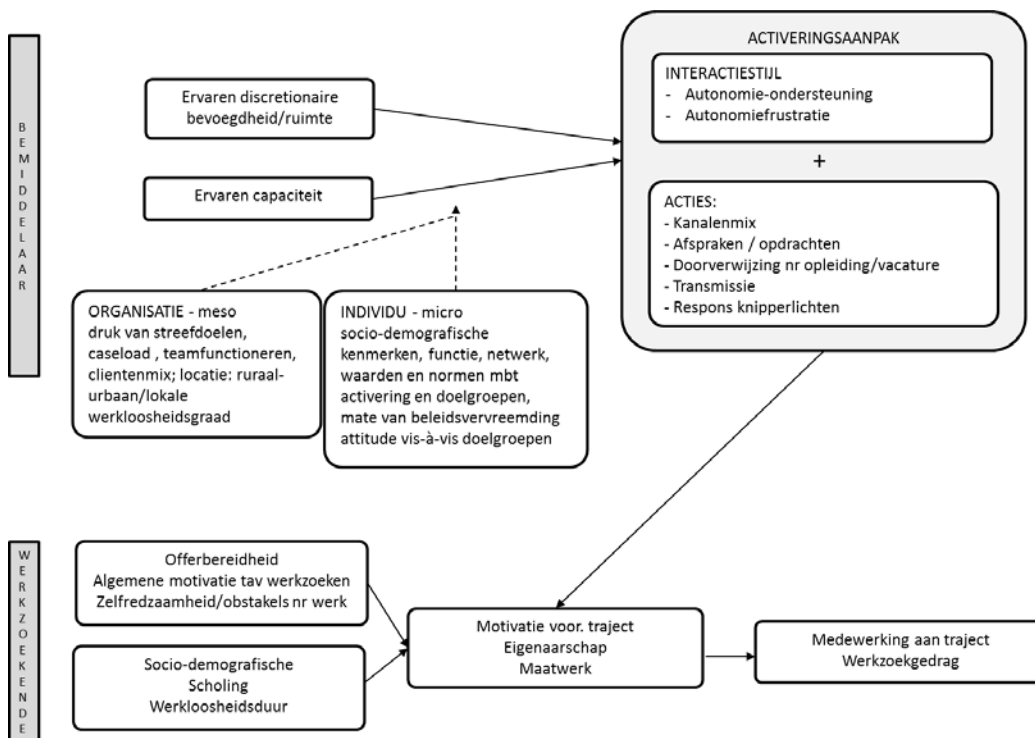 BEMIDDELAAR
Ervaren discretionaire
bevoegdheid/ruimte
Ervaren capaciteit
ACTIVERINGSAANPAK
INTERACTIESTIJL
- Autonomie-ondersteuning
- Autonomiefrustratie
+
ACTIES:
- Kanalenmix
- Afspraken / opdrachten
- Doorverwijzing nr opleiding/vacature
- Transmissie
- Respons knipperlichten
ORGANISATIE - meso
druk van streefdoelen,
caseload , teamfunctioneren,
clientenmix; locatie: ruraal-
urbaan/lokale
werkloosheidsgraad
INDIVIDU - micro
socio-demografische
kenmerken, functie, netwerk,
waarden en normen mbt
activering en doelgroepen,
mate van beleidsvervreemding
attitude vis-à-vis doelgroepen
WERKZOEKENDE
Offerbereidheid
Algemene motivatie tav werkzoeken
Zelfredzaamheid/obstakels nr werk
Socio-demografische
Scholing
Werkloosheidsduur
Motivatie voor. traject
Eigenaarschap
Maatwerk
Medewerking aan traject
Werkzoekgedrag